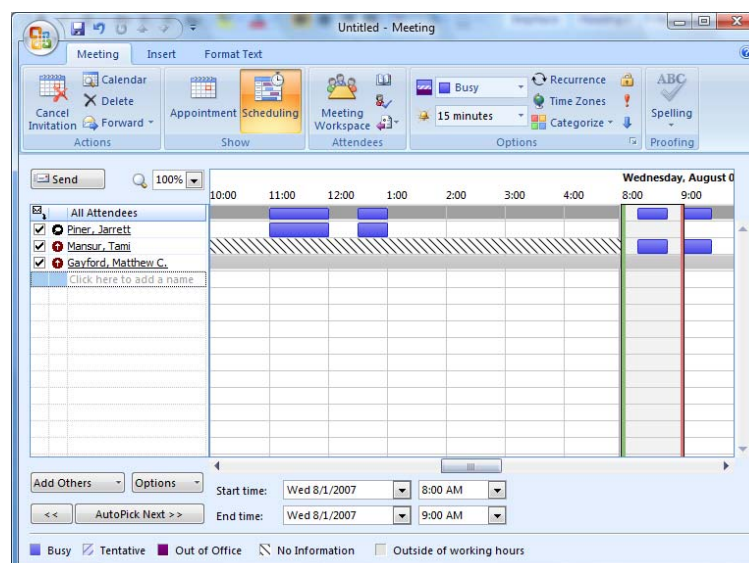 Untitled - Meeting
Meeting Insert Format Text
Calendar
Delete
Forward
Cancel Invitation
Actions
Appointment Scheduling
Show
Meeting Workspace
Attendees
Busy
15 minutes
Recurrence
Time Zones
Categorize
Options
ABC
Spelling
Proofing
Send 100%
Wednesday, August 0
10:00 11:00 12:00 1:00 2:00 3:00 4:00 8:00 9:00
All Attendees
Piner, Jarrett
Mansur, Tami
Gayford, Matthew C.
Click here to add a name
Add Others Options
<< AutoPick Next >>
Start time: Wed 8/1/2007 8:00 AM
End time: Wed 8/1/2007 9:00 AM
Busy Tentative Out of Office No Information Outside of working hours